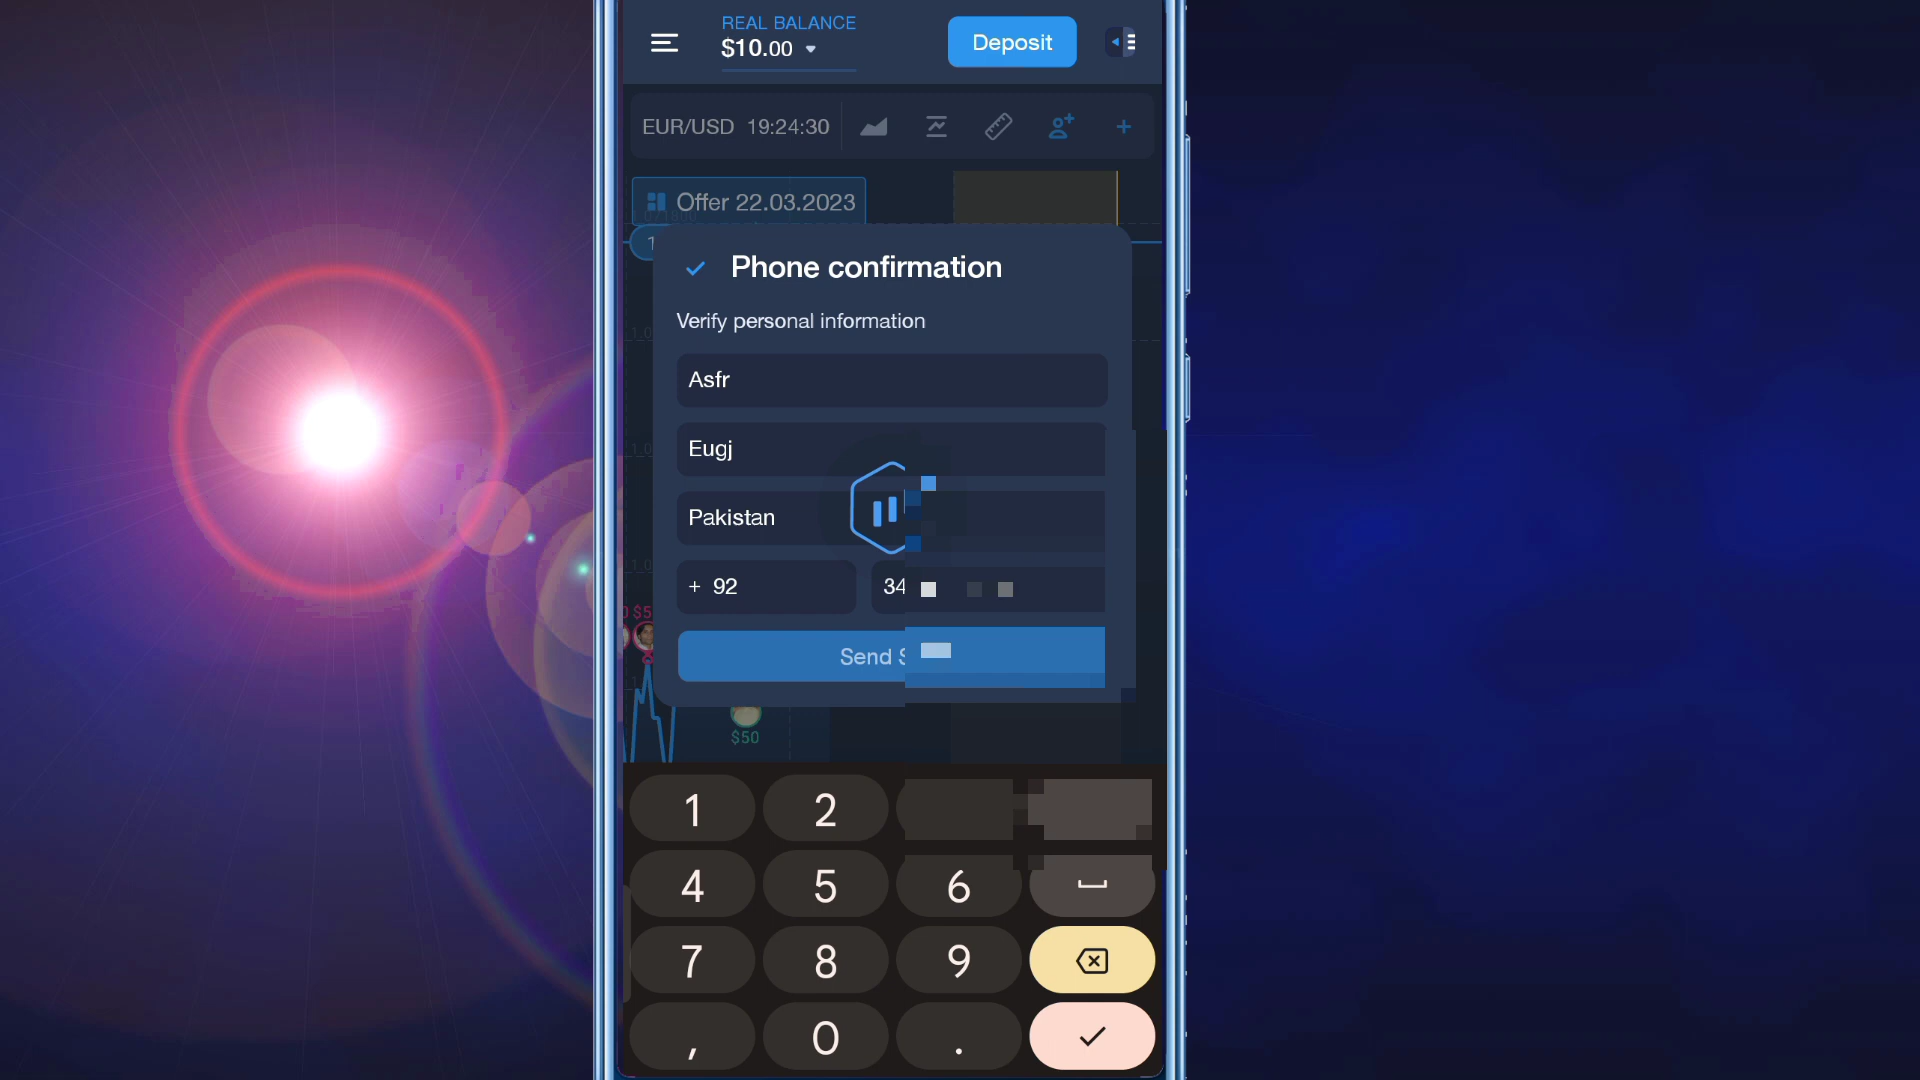 REAL BALANCE
$10.00
Deposit
EUR/USD 19:24:30
Offer 22.03.2023
Phone confirmation
Verify personal information
Asfr
Eugj
Pakistan
+ 92
34
Send
$50
1 2
4 5 6
7 8 9
, 0 .